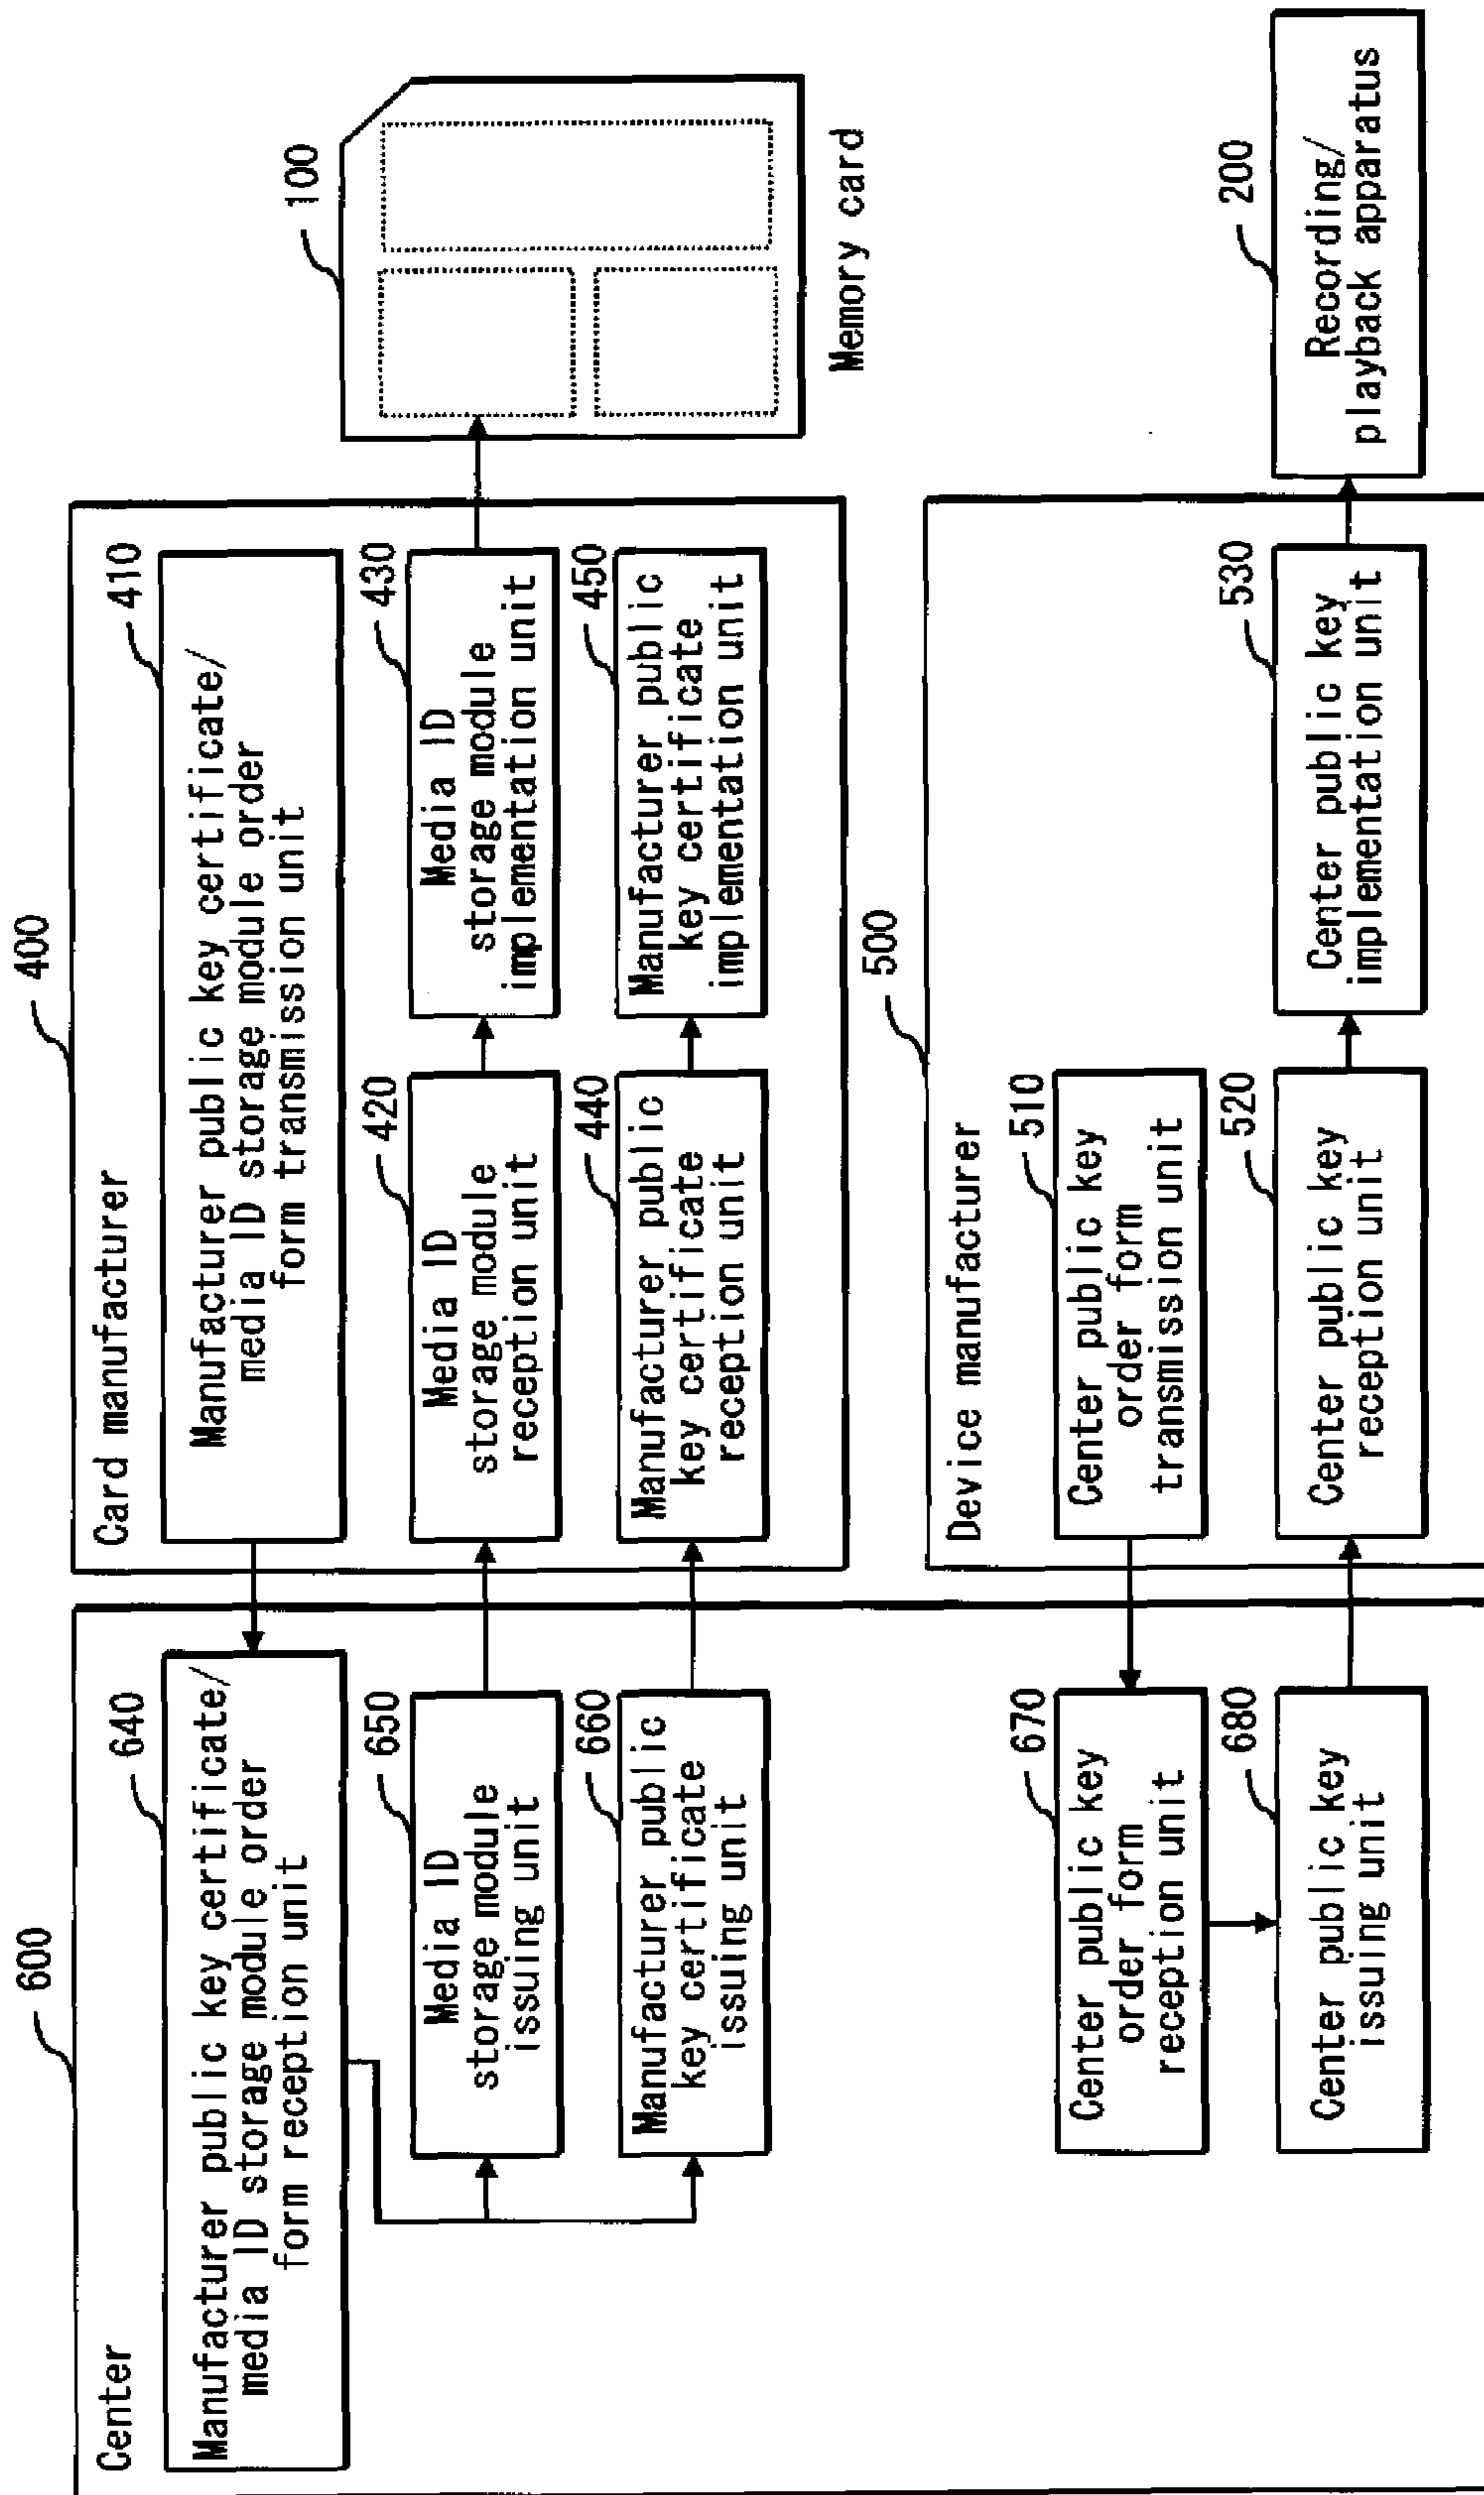 600
Center
640
Manufacturer public key certificate/
media ID storage module order
form reception unit
650
Media ID
storage module
issuing unit
660
Manufacturer public
key certificate
issuing unit
670
Center public key
order form
reception unit
680
Center public key
issuing unit
400
Card manufacturer
410
Manufacturer public key certificate/
media ID storage module order
form transmission unit
420
Media ID
storage module
reception unit
430
Media ID
storage module
implementation unit
440
Manufacturer public
key certificate
reception unit
450
Manufacturer public
key certificate
implementation unit
500
Device manufacturer
510
Center public key
order form
transmission unit
520
Center public key
reception unit
530
Center public key
implementation unit
100
Memory card
200
Recording/
playback apparatus